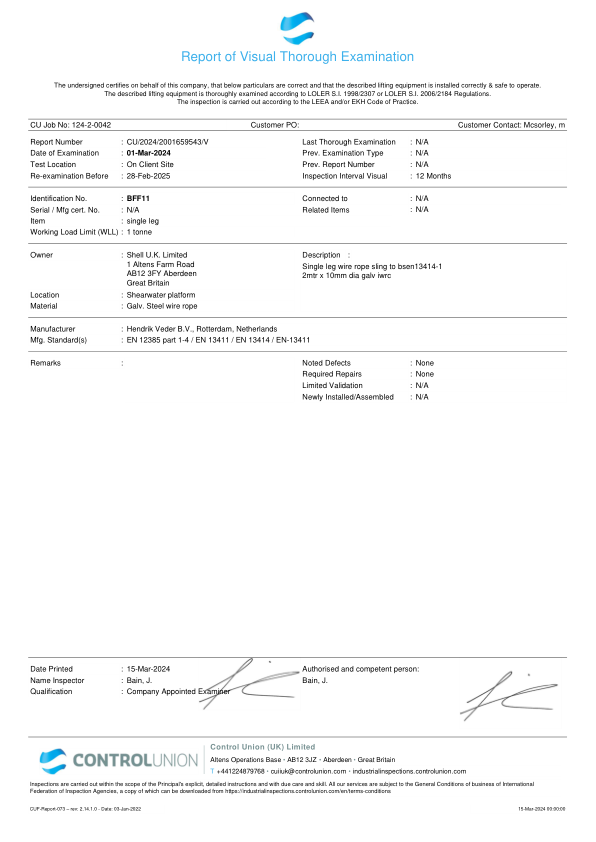 Report of Visual Thorough Examination
The undersigned certifies on behalf of this company, that below particulars are correct and that the described lifting equipment is installed correctly & safe to operate.
The described lifting equipment is thoroughly examined according to LOLER S.I. 1998/2307 or LOLER S.I. 2006/2184 Regulations.
The inspection is carried out according to the LEEA and/or EKH Code of Practice.
CU Job No: 124-2-0042 Customer PO: Customer Contact: Mcsorley, m
Report Number : CU/2024/2001659543/V Last Thorough Examination : N/A
Date of Examination : 01-Mar-2024 Prev. Examination Type : N/A
Test Location : On Client Site Prev. Report Number : N/A
Re-examination Before : 28-Feb-2025 Inspection Interval Visual : 12 Months
Identification No. : BFF11 Connected to : N/A
Serial / Mfg cert. No. : N/A Related Items : N/A
Item : single leg
Working Load Limit (WLL) : 1 tonne
Owner : Shell U.K. Limited Description :
1 Altens Farm Road Single leg wire rope sling to bsen13414-1
AB12 3FY Aberdeen 2mtr x 10mm dia galv iwrc
Great Britain
Location : Shearwater platform
Material : Galv. Steel wire rope
Manufacturer : Hendrik Veder B.V., Rotterdam, Netherlands
Mfg. Standard(s) : EN 12385 part 1-4 / EN 13411 / EN 13414 / EN-13411
Remarks : Noted Defects : None
Required Repairs : None
Limited Validation : N/A
Newly Installed/Assembled : N/A
Date Printed : 15-Mar-2024 Authorised and competent person:
Name Inspector : Bain, J. Bain, J.
Qualification : Company Appointed Examiner
CONTROLUNION
Control Union (UK) Limited
Altens Operations Base · AB12 3JZ · Aberdeen · Great Britain
T +441224879768 · cuiiuk@controlunion.com · industrialinspections.controlunion.com
Inspections are carried out within the scope of the Principal's explicit, detailed instructions and with due care and skill. All our services are subject to the General Conditions of business of International
Federation of Inspection Agencies, a copy of which can be downloaded from https://industrialinspections.controlunion.com/en/terms-conditions
CUF-Report-073 – rev: 2.14.1.0 - Date: 03-Jun-2022 15-Mar-2024 00:00:00